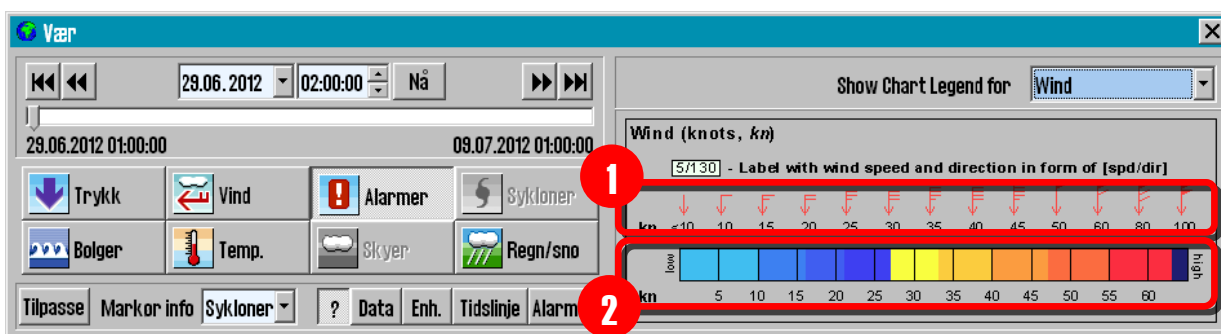 Vær
29.06.2012 02:00:00 Nå
29.06.2012 01:00:00 09.07.2012 01:00:00
Trykk Vind Alarmer Sykloner
Bolger Temp. Skyer Regn/sno
Tilpasse Markor info Sykloner ? Data Enh. Tidslinje Alarm
Show Chart Legend for Wind
Wind (knots, kn)
5/130 - Label with wind speed and direction in form of [spd/dir]
1
kn <10 10 15 20 45 50 60 80 100
low high
2
kn 5 10 15 20 25 30 35 40 45 50 55 60